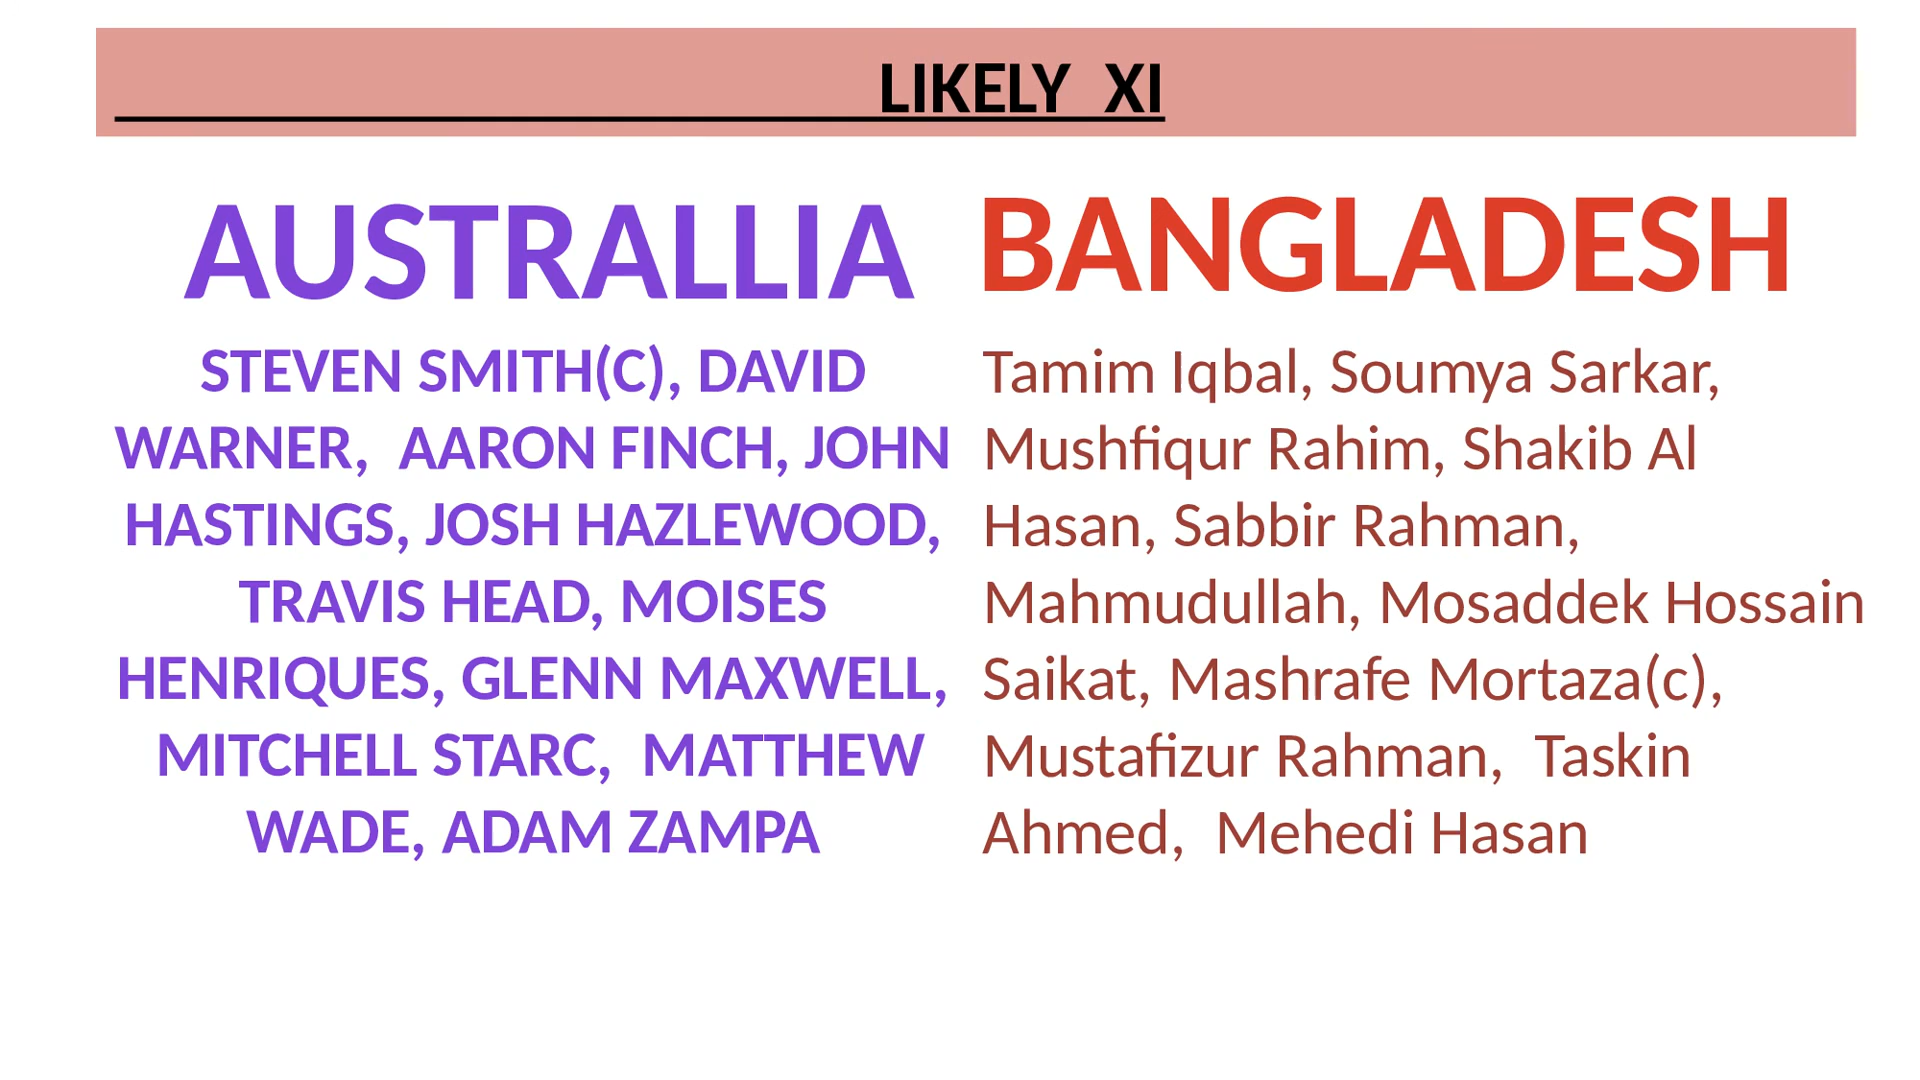 LIKELY  XI
AUSTRALLIA
STEVEN SMITH(C), DAVID
WARNER,  AARON FINCH, JOHN
HASTINGS, JOSH HAZLEWOOD,
TRAVIS HEAD, MOISES
HENRIQUES, GLENN MAXWELL,
MITCHELL STARC,  MATTHEW
WADE, ADAM ZAMPA
BANGLADESH
Tamim Iqbal, Soumya Sarkar,
Mushfiqur Rahim, Shakib Al
Hasan, Sabbir Rahman,
Mahmudullah, Mosaddek Hossain
Saikat, Mashrafe Mortaza(c),
Mustafizur Rahman,  Taskin
Ahmed,  Mehedi Hasan